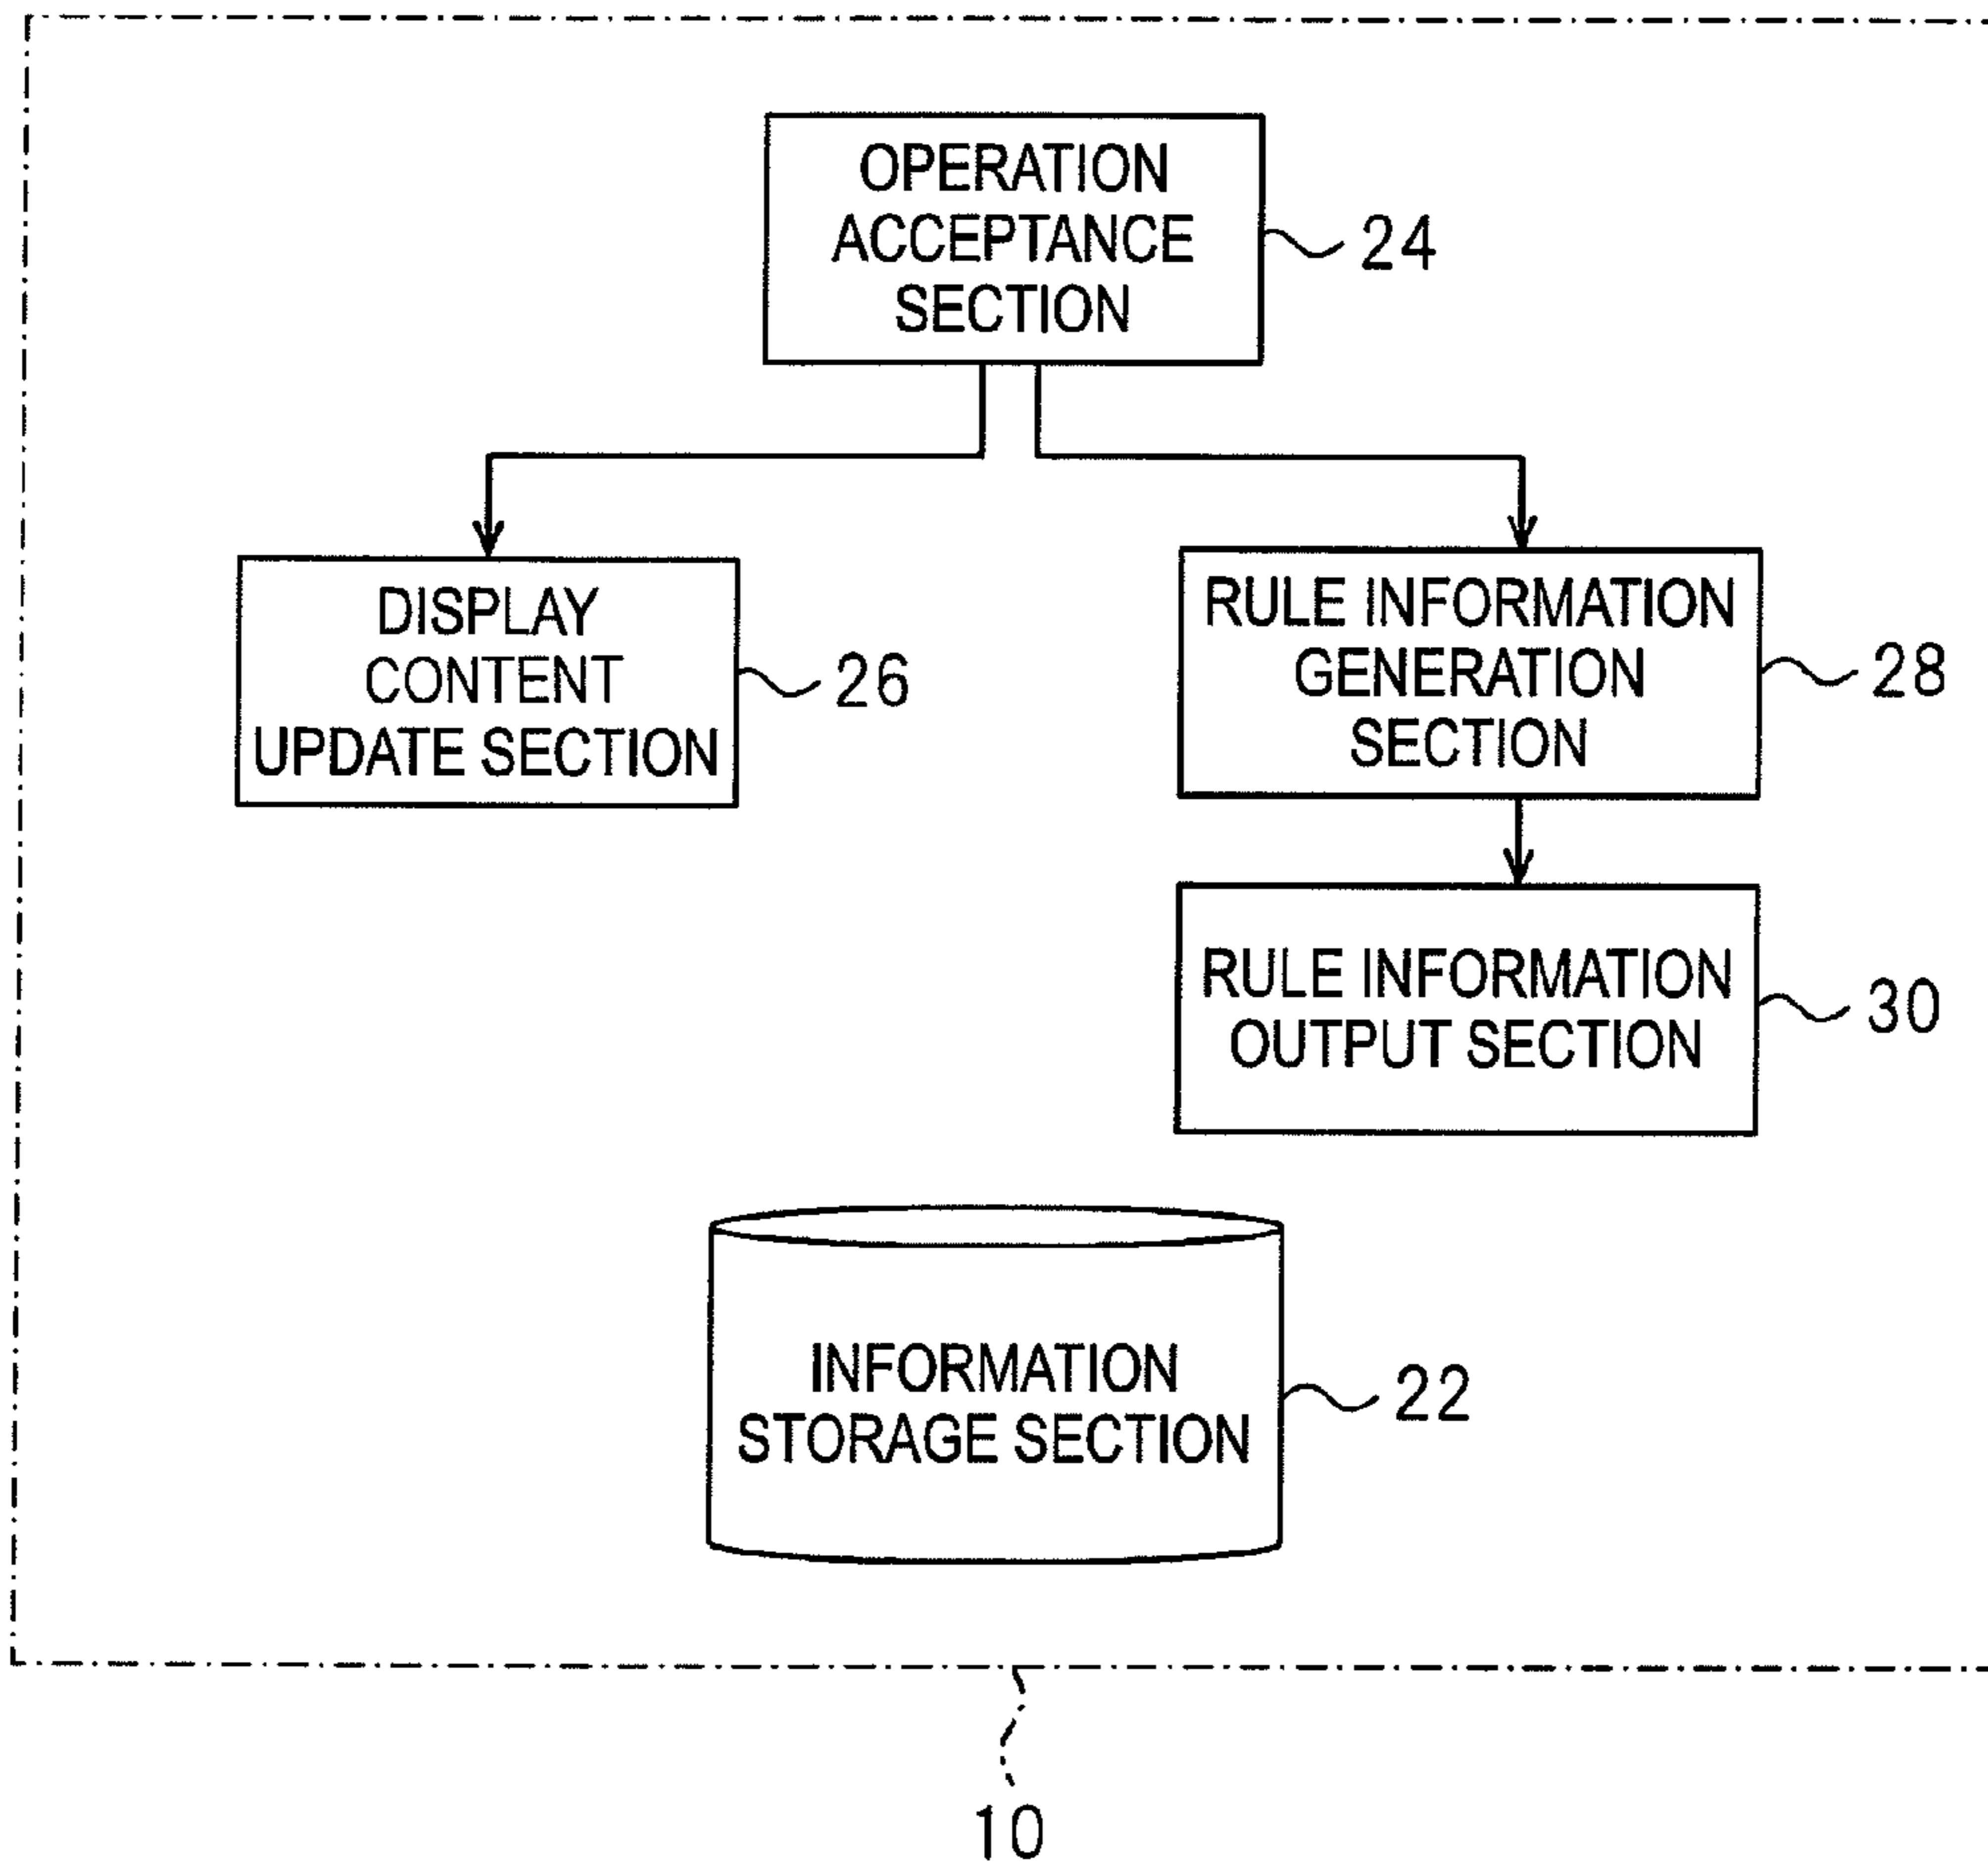 OPERATION
ACCEPTANCE
SECTION
24
DISPLAY
CONTENT
UPDATE SECTION
26
RULE INFORMATION
GENERATION
SECTION
28
RULE INFORMATION
OUTPUT SECTION
30
INFORMATION
STORAGE SECTION
22
10